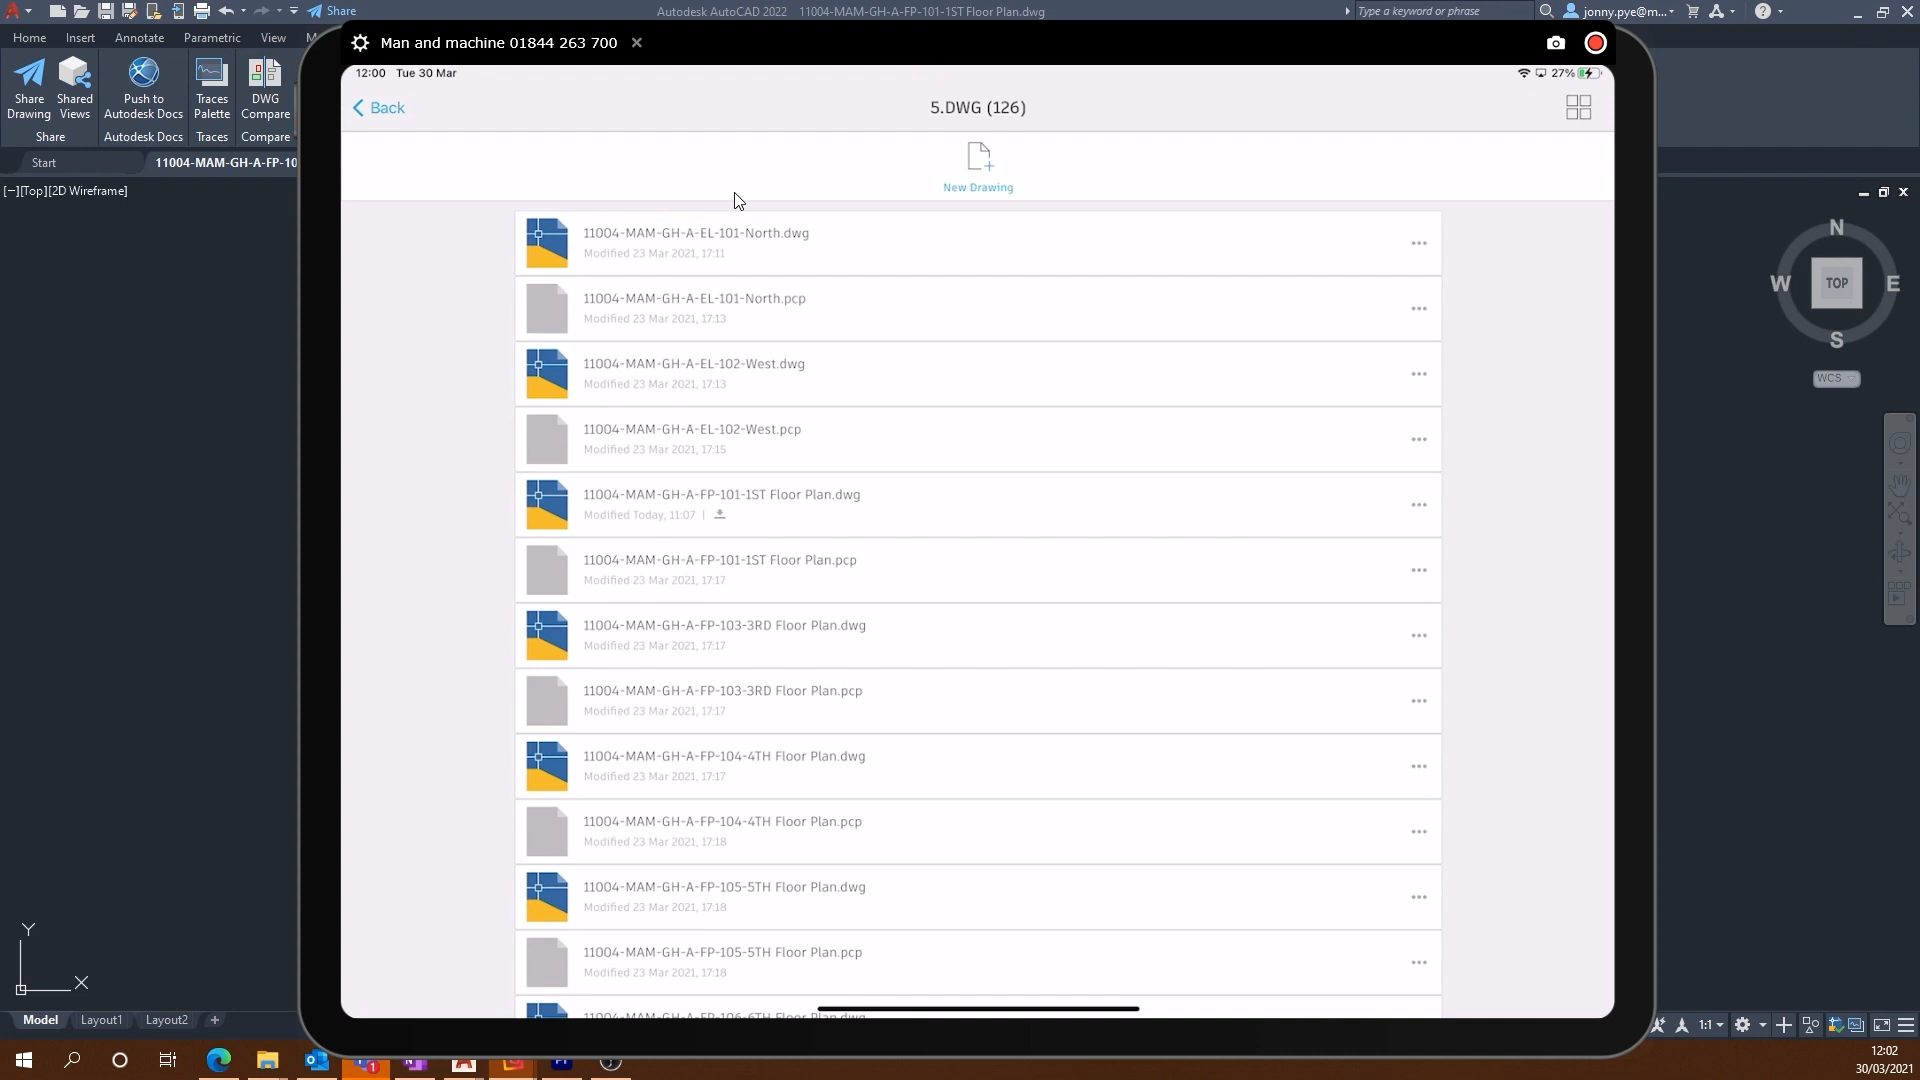 Share
Autodesk AutoCAD 2022 11004-MAM-GH-A-FP-101-1ST Floor Plan.dwg
Type a keyword or phrase
jonny.pye@m...
Home Insert Annotate Parametric View
Share Drawing
Shared Views
Push to Autodesk Docs
Traces Palette
DWG Compare
Share Autodesk Docs Traces Compare
Start
11004-MAM-GH-A-FP-10
[−][Top][2D Wireframe]
Man and machine 01844 263 700
12:00 Tue 30 Mar
27%
Back
5.DWG (126)
New Drawing
11004-MAM-GH-A-EL-101-North.dwg
Modified 23 Mar 2021, 17:11
11004-MAM-GH-A-EL-101-North.pcp
Modified 23 Mar 2021, 17:13
11004-MAM-GH-A-EL-102-West.dwg
Modified 23 Mar 2021, 17:13
11004-MAM-GH-A-EL-102-West.pcp
Modified 23 Mar 2021, 17:15
11004-MAM-GH-A-FP-101-1ST Floor Plan.dwg
Modified Today, 11:07 |
11004-MAM-GH-A-FP-101-1ST Floor Plan.pcp
Modified 23 Mar 2021, 17:17
11004-MAM-GH-A-FP-103-3RD Floor Plan.dwg
Modified 23 Mar 2021, 17:17
11004-MAM-GH-A-FP-103-3RD Floor Plan.pcp
Modified 23 Mar 2021, 17:17
11004-MAM-GH-A-FP-104-4TH Floor Plan.dwg
Modified 23 Mar 2021, 17:17
11004-MAM-GH-A-FP-104-4TH Floor Plan.pcp
Modified 23 Mar 2021, 17:18
11004-MAM-GH-A-FP-105-5TH Floor Plan.dwg
Modified 23 Mar 2021, 17:18
11004-MAM-GH-A-FP-105-5TH Floor Plan.pcp
Modified 23 Mar 2021, 17:18
11004-MAM-GH-A-FP-106-6TH Floor Plan.dwg
N
W TOP E
S
WCS
Y
X
Model Layout1 Layout2
1:1
12:02
30/03/2021